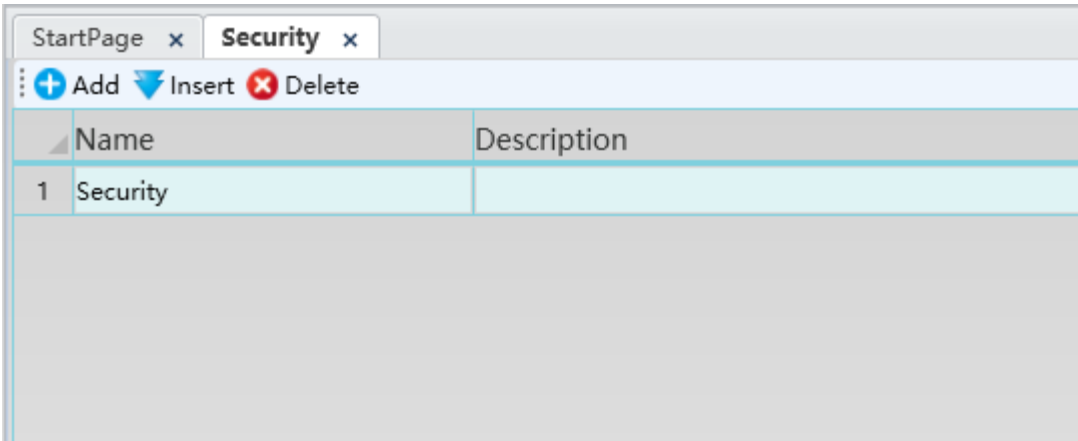 StartPage x Security x
Add Insert Delete
Name Description
1 Security